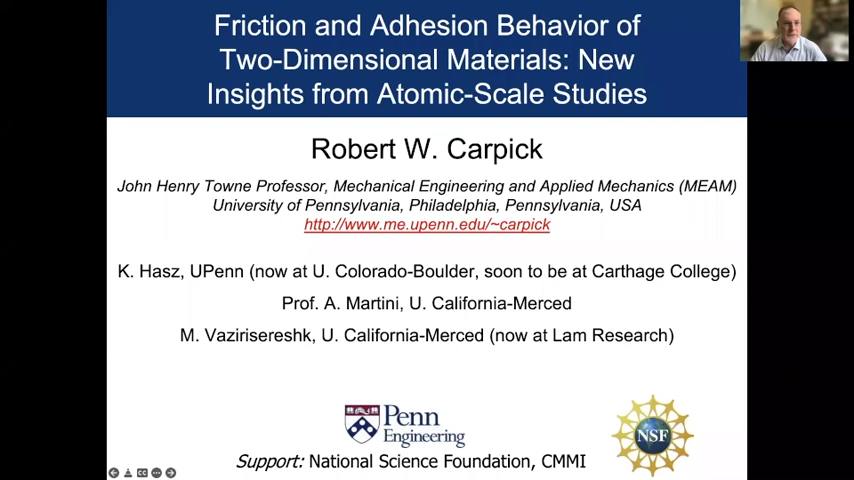 Friction and Adhesion Behavior of
Two-Dimensional Materials: New
Insights from Atomic-Scale Studies
Robert W. Carpick
John Henry Towne Professor, Mechanical Engineering and Applied Mechanics (MEAM)
University of Pennsylvania, Philadelphia, Pennsylvania, USA
http://www.me.upenn.edu/~carpick
K. Hasz, UPenn (now at U. Colorado-Boulder, soon to be at Carthage College)
Prof. A. Martini, U. California-Merced
M. Vazirisereshk, U. California-Merced (now at Lam Research)
Penn
Engineering
NSF
Support: National Science Foundation, CMMI
CC